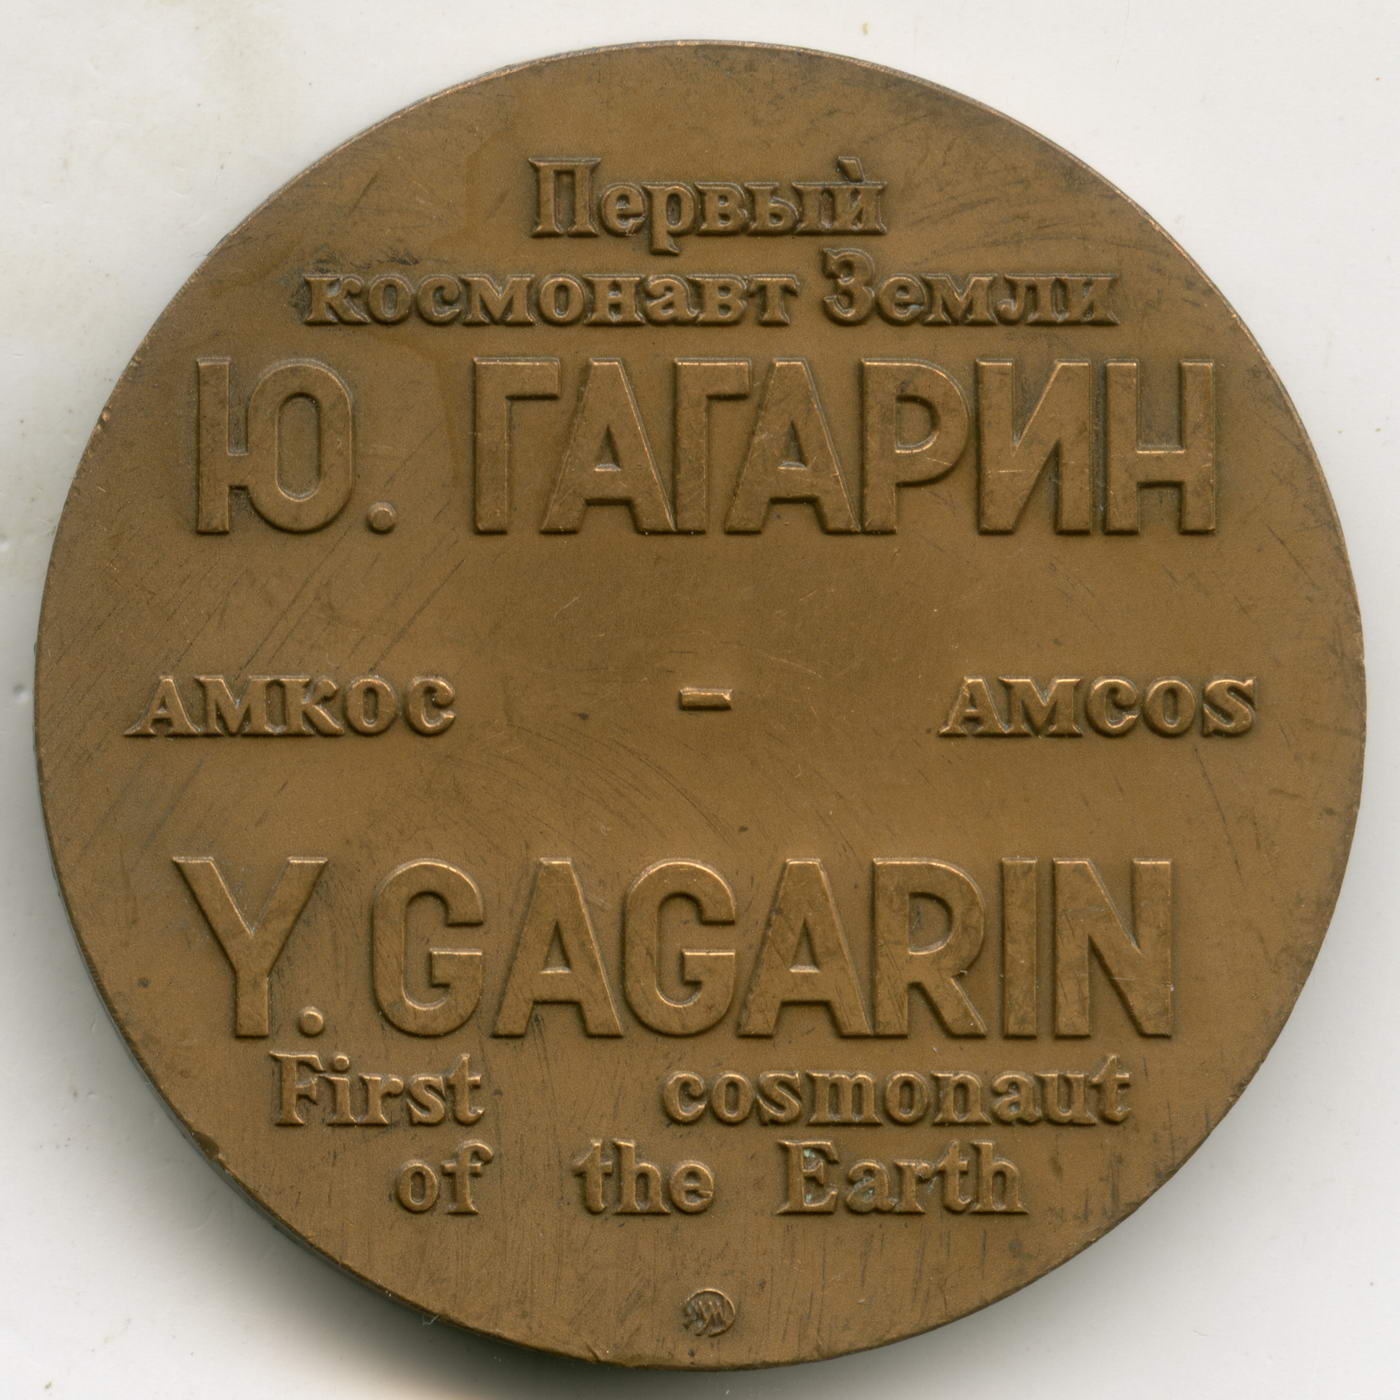 Первый
космонавт Земли
Ю. ГАГАРИН
АМКОС - AMCOS
Y. GAGARIN
First cosmonaut
of the Earth